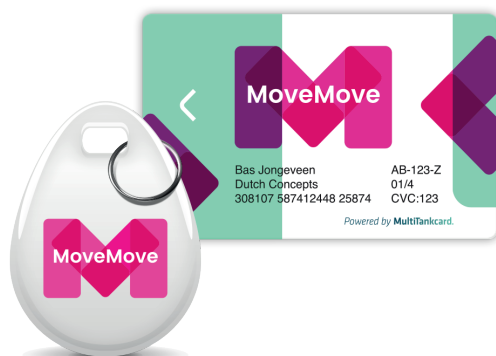 MoveMove
Bas Jongeveen AB-123-Z
Dutch Concepts 01/4
308107 587412448 25874 CVC:123
Powered by MultiTankcard.
MoveMove